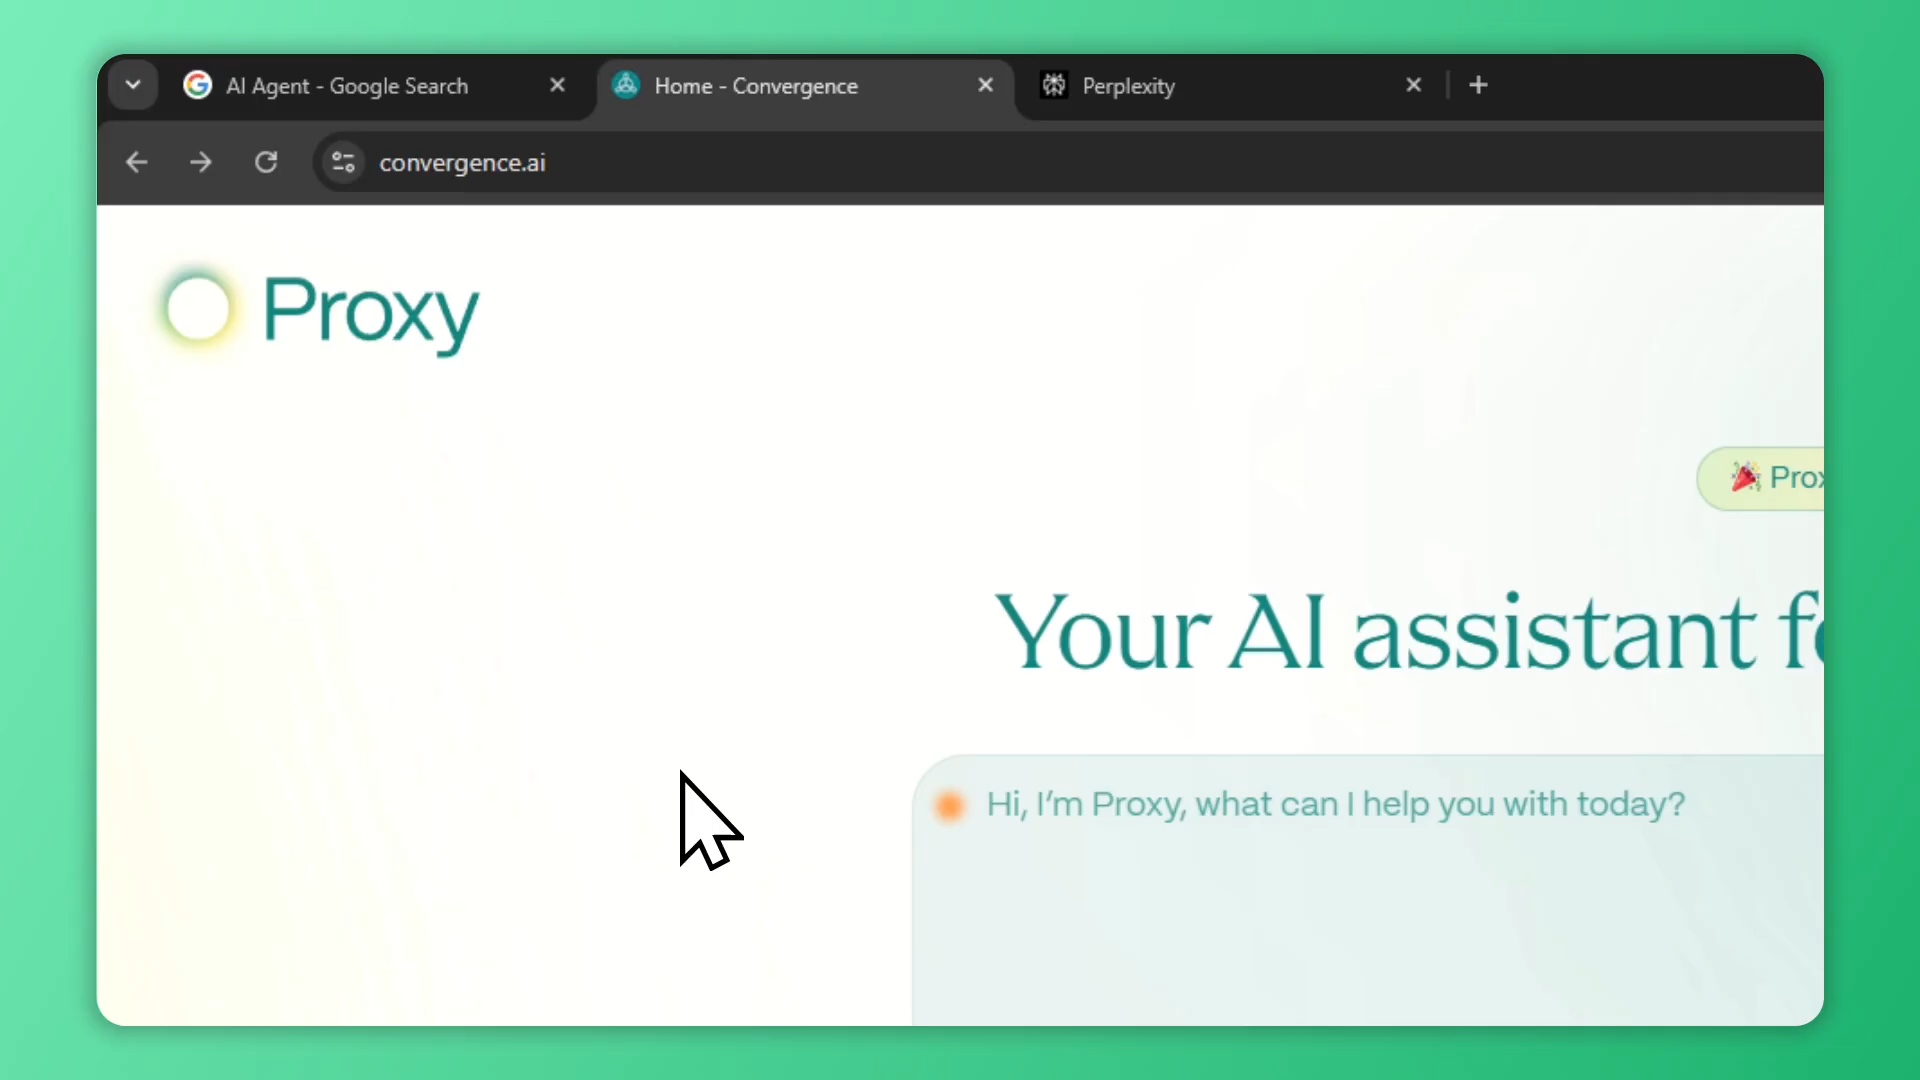 AI Agent - Google Search
Home - Convergence
Perplexity
convergence.ai
Proxy
Your AI assistant
Hi, I'm Proxy, what can I help you with today?